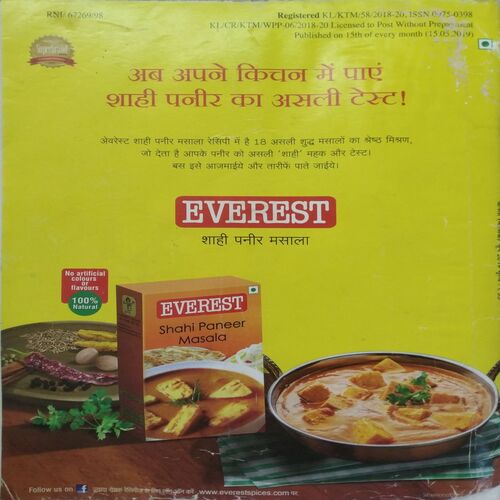 RNI/ 67269/98
Registered KL/KTM/58/2018-20, ISSN 0975-0398
KL/CR/KTM/WPP-06/2018-20 Licensed to Post Without Prepayment
Published on 15th of every month (15.05.2019)
Superbrand
अब अपने किचन में पाएं
शाही पनीर का असली टेस्ट!
अेवरेस्ट शाही पनीर मसाला रेसिपी में है 18 असली शुद्ध मसालों का श्रेष्ठ मिश्रण,
जो देता है आपके पनीर को असली 'शाही' महक और टेस्ट।
बस इसे आजमाईये और तारीफें पाते जाईये।
EVEREST
शाही पनीर मसाला
No artificial
colours or
flavours
100%
Natural
EVEREST
Shahi Paneer
Masala
Follow us on f
www.everestspices.com पर